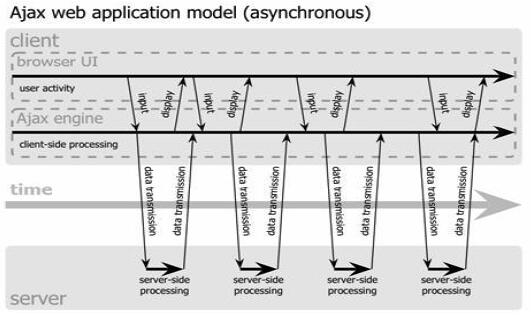 Ajax web application model (asynchronous)
client
browser UI
user activity
input
display
input
display
input
display
input
display
Ajax engine
client-side processing
data transmission
data transmission
data transmission
data transmission
data transmission
data transmission
data transmission
data transmission
time
server-side
processing
server-side
processing
server-side
processing
server-side
processing
server